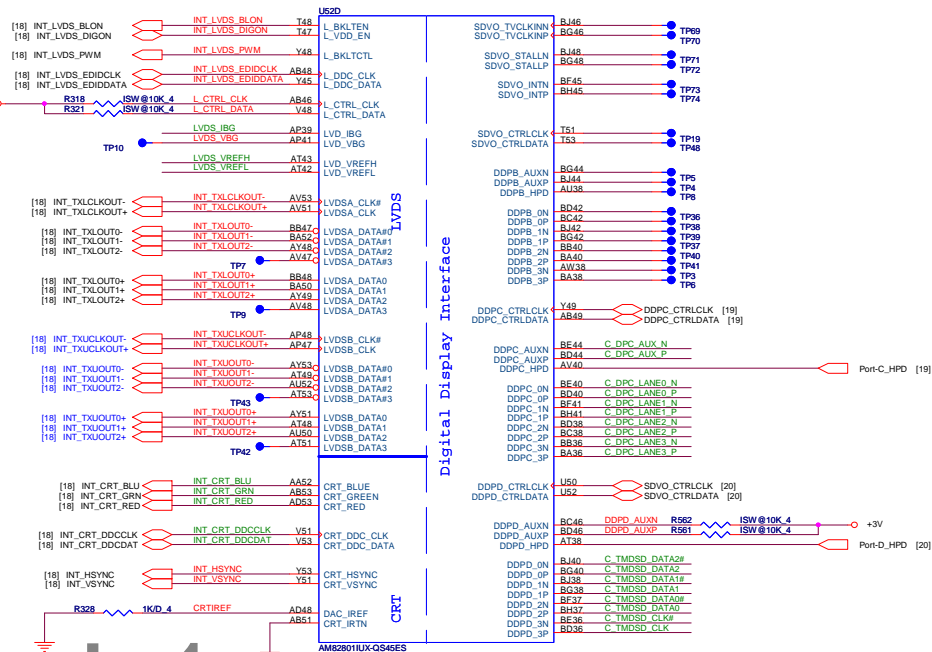 U52D
[18] INT_LVDS_BLON INT_LVDS_BLON T48 L_BKLTEN
[18] INT_LVDS_DIGON INT_LVDS_DIGON T47 L_VDD_EN
[18] INT_LVDS_PWM INT_LVDS_PWM Y48 L_BKLTCTL
[18] INT_LVDS_EDIDCLK INT_LVDS_EDIDCLK AB48 L_DDC_CLK
[18] INT_LVDS_EDIDDATA INT_LVDS_EDIDDATA Y45 L_DDC_DATA
R318 ISW@10K_4 L_CTRL_CLK AB46 L_CTRL_CLK
R321 ISW@10K_4 L_CTRL_DATA V48 L_CTRL_DATA
LVDS_IBG AP39 LVD_IBG
TP10 LVDS_VBG AP41 LVD_VBG
LVDS_VREFH AT43 LVD_VREFH
LVDS_VREFL AT42 LVD_VREFL
[18] INT_TXLCLKOUT- INT_TXLCLKOUT- AV53 LVDSA_CLK#
[18] INT_TXLCLKOUT+ INT_TXLCLKOUT+ AV51 LVDSA_CLK
[18] INT_TXLOUT0- INT_TXLOUT0- BB47 LVDSA_DATA#0
[18] INT_TXLOUT1- INT_TXLOUT1- BA52 LVDSA_DATA#1
[18] INT_TXLOUT2- INT_TXLOUT2- AY48 LVDSA_DATA#2
TP7 AV47 LVDSA_DATA#3
[18] INT_TXLOUT0+ INT_TXLOUT0+ BB48 LVDSA_DATA0
[18] INT_TXLOUT1+ INT_TXLOUT1+ BA50 LVDSA_DATA1
[18] INT_TXLOUT2+ INT_TXLOUT2+ AY49 LVDSA_DATA2
TP9 AV48 LVDSA_DATA3
[18] INT_TXUCLKOUT- INT_TXUCLKOUT- AP48 LVDSB_CLK#
[18] INT_TXUCLKOUT+ INT_TXUCLKOUT+ AP47 LVDSB_CLK
[18] INT_TXUOUT0- INT_TXUOUT0- AY53 LVDSB_DATA#0
[18] INT_TXUOUT1- INT_TXUOUT1- AT49 LVDSB_DATA#1
[18] INT_TXUOUT2- INT_TXUOUT2- AU52 LVDSB_DATA#2
TP43 AT53 LVDSB_DATA#3
[18] INT_TXUOUT0+ INT_TXUOUT0+ AY51 LVDSB_DATA0
[18] INT_TXUOUT1+ INT_TXUOUT1+ AT48 LVDSB_DATA1
[18] INT_TXUOUT2+ INT_TXUOUT2+ AU50 LVDSB_DATA2
TP42 AT51 LVDSB_DATA3
[18] INT_CRT_BLU INT_CRT_BLU AA52 CRT_BLUE
[18] INT_CRT_GRN INT_CRT_GRN AB53 CRT_GREEN
[18] INT_CRT_RED INT_CRT_RED AD53 CRT_RED
[18] INT_CRT_DDCCLK INT_CRT_DDCCLK V51 CRT_DDC_CLK
[18] INT_CRT_DDCDAT INT_CRT_DDCDAT V53 CRT_DDC_DATA
[18] INT_HSYNC INT_HSYNC Y53 CRT_HSYNC
[18] INT_VSYNC INT_VSYNC Y51 CRT_VSYNC
R328 1K/D_4 CRTIREF AD48 DAC_IREF
AB51 CRT_IRTN
LVDS
CRT
Digital Display Interface
SDVO_TVCLKINN BJ46 TP69
SDVO_TVCLKINP BG46 TP70
SDVO_STALLN BJ48 TP71
SDVO_STALLP BG48 TP72
SDVO_INTN BF45 TP73
SDVO_INTP BH45 TP74
SDVO_CTRLCLK T51 TP19
SDVO_CTRLDATA T53 TP48
DDPB_AUXN BG44 TP5
DDPB_AUXP BJ44 TP4
DDPB_HPD AU38 TP8
DDPB_0N BD42 TP36
DDPB_0P BC42 TP38
DDPB_1N BJ42 TP39
DDPB_1P BG42 TP37
DDPB_2N BB40 TP40
DDPB_2P BA40 TP41
DDPB_3N AW38 TP3
DDPB_3P BA38 TP6
DDPC_CTRLCLK Y49 DDPC_CTRLCLK [19]
DDPC_CTRLDATA AB49 DDPC_CTRLDATA [19]
DDPC_AUXN BE44 C_DPC_AUX_N
DDPC_AUXP BD44 C_DPC_AUX_P
DDPC_HPD AV40 Port-C_HPD [19]
DDPC_0N BE40 C_DPC_LANE0_N
DDPC_0P BD40 C_DPC_LANE0_P
DDPC_1N BF41 C_DPC_LANE1_N
DDPC_1P BH41 C_DPC_LANE1_P
DDPC_2N BD38 C_DPC_LANE2_N
DDPC_2P BC38 C_DPC_LANE2_P
DDPC_3N BB36 C_DPC_LANE3_N
DDPC_3P BA36 C_DPC_LANE3_P
DDPD_CTRLCLK U50 SDVO_CTRLCLK [20]
DDPD_CTRLDATA U52 SDVO_CTRLDATA [20]
DDPD_AUXN BC46 DDPD_AUXN R562 ISW@10K_4 +3V
DDPD_AUXP BD46 DDPD_AUXP R561 ISW@10K_4
DDPD_HPD AT38 Port-D_HPD [20]
DDPD_0N BJ40 C_TMDSD_DATA2#
DDPD_0P BG40 C_TMDSD_DATA2
DDPD_1N BJ38 C_TMDSD_DATA1#
DDPD_1P BG38 C_TMDSD_DATA1
DDPD_2N BF37 C_TMDSD_DATA0#
DDPD_2P BH37 C_TMDSD_DATA0
DDPD_3N BE36 C_TMDSD_CLK#
DDPD_3P BD36 C_TMDSD_CLK
AM82801IUX-QS45ES